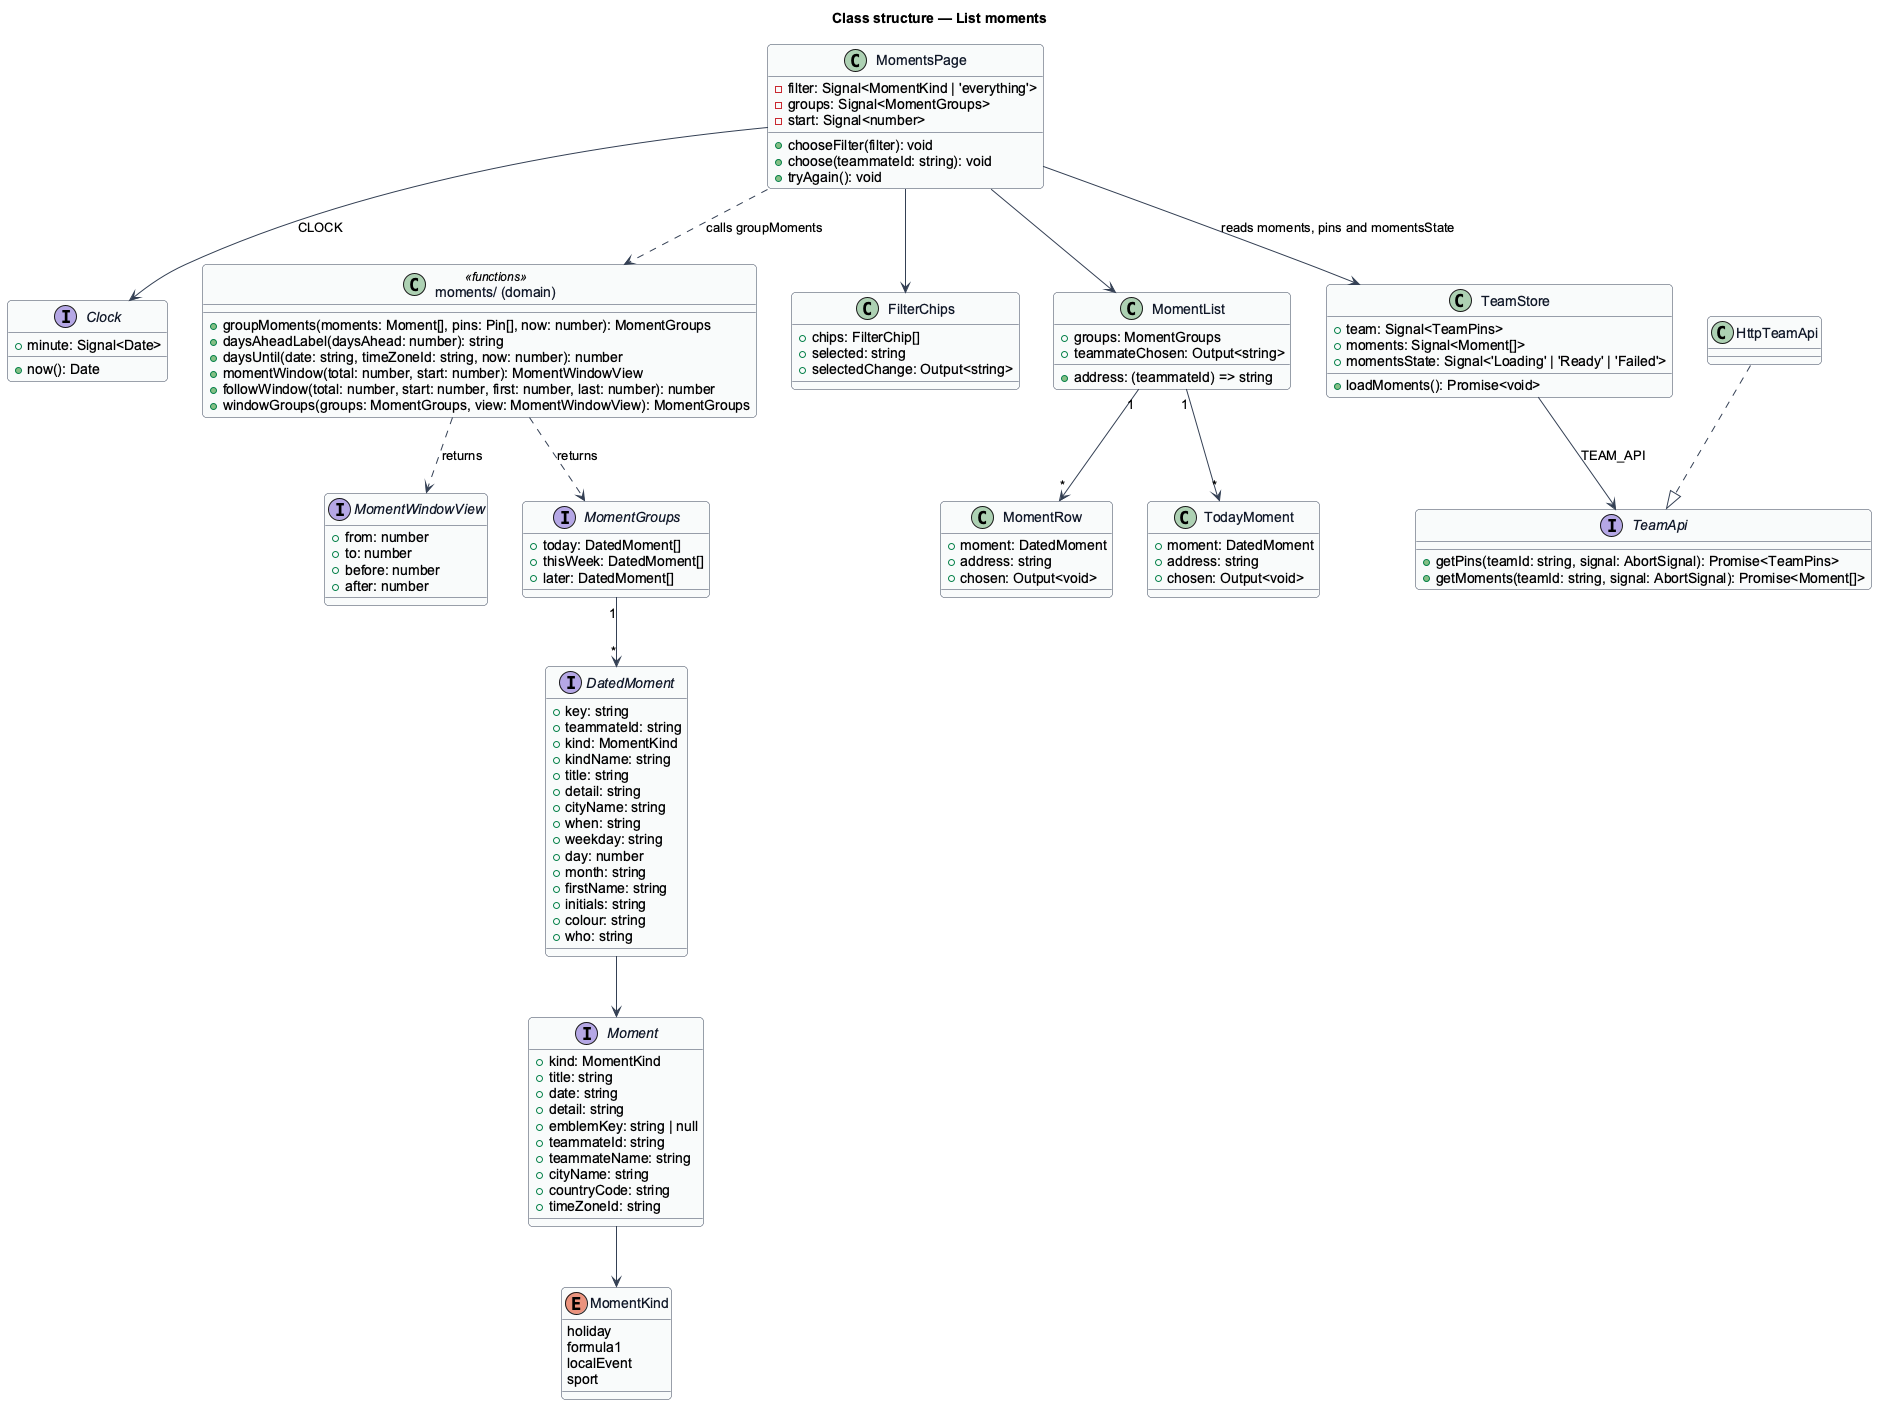 Class structure — List moments
C MomentsPage
filter: Signal<MomentKind | 'everything'>
groups: Signal<MomentGroups>
start: Signal<number>
chooseFilter(filter): void
choose(teammateId: string): void
tryAgain(): void
CLOCK
calls groupMoments
reads moments, pins and momentsState
I Clock
minute: Signal<Date>
now(): Date
«functions»
C moments/ (domain)
groupMoments(moments: Moment[], pins: Pin[], now: number): MomentGroups
daysAheadLabel(daysAhead: number): string
daysUntil(date: string, timeZoneId: string, now: number): number
momentWindow(total: number, start: number): MomentWindowView
followWindow(total: number, start: number, first: number, last: number): number
windowGroups(groups: MomentGroups, view: MomentWindowView): MomentGroups
C FilterChips
chips: FilterChip[]
selected: string
selectedChange: Output<string>
C MomentList
groups: MomentGroups
teammateChosen: Output<string>
address: (teammateId) => string
C TeamStore
team: Signal<TeamPins>
moments: Signal<Moment[]>
momentsState: Signal<'Loading' | 'Ready' | 'Failed'>
loadMoments(): Promise<void>
C HttpTeamApi
returns
returns
1
1
*
*
TEAM_API
I MomentWindowView
from: number
to: number
before: number
after: number
I MomentGroups
today: DatedMoment[]
thisWeek: DatedMoment[]
later: DatedMoment[]
C MomentRow
moment: DatedMoment
address: string
chosen: Output<void>
C TodayMoment
moment: DatedMoment
address: string
chosen: Output<void>
I TeamApi
getPins(teamId: string, signal: AbortSignal): Promise<TeamPins>
getMoments(teamId: string, signal: AbortSignal): Promise<Moment[]>
1
*
I DatedMoment
key: string
teammateId: string
kind: MomentKind
kindName: string
title: string
detail: string
cityName: string
when: string
weekday: string
day: number
month: string
firstName: string
initials: string
colour: string
who: string
I Moment
kind: MomentKind
title: string
date: string
detail: string
emblemKey: string | null
teammateId: string
teammateName: string
cityName: string
countryCode: string
timeZoneId: string
E MomentKind
holiday
formula1
localEvent
sport